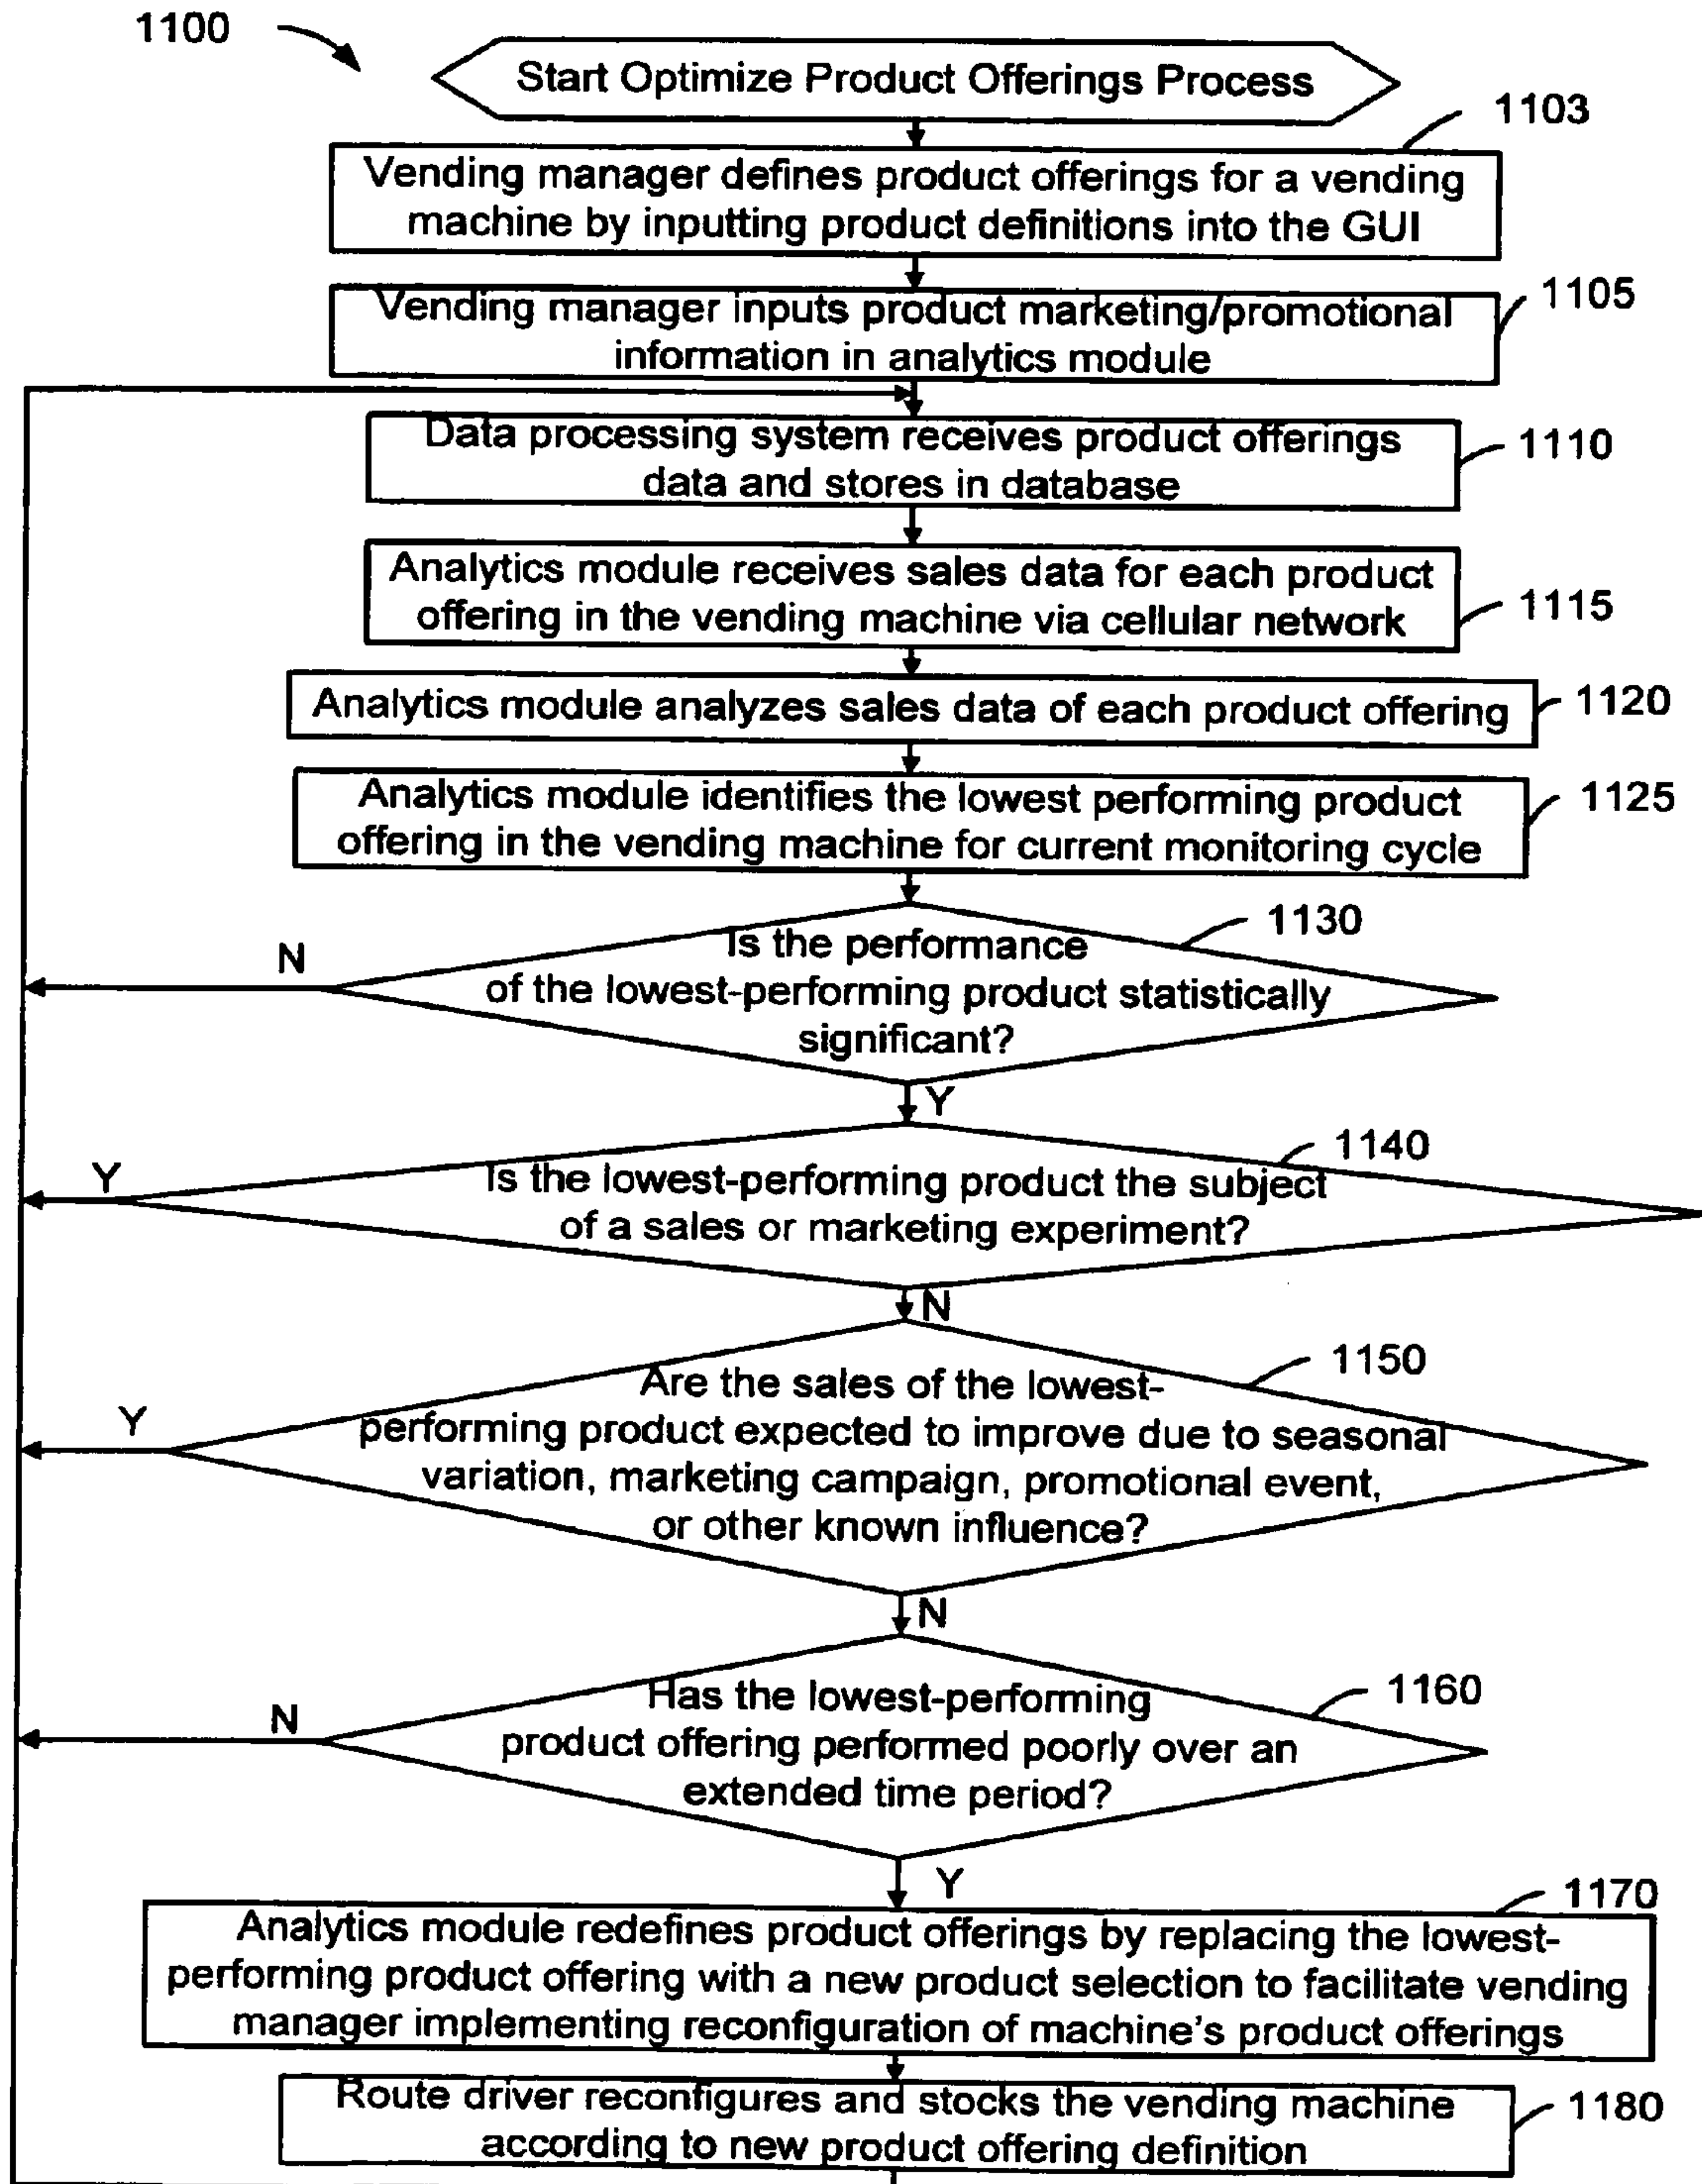 1100
Start Optimize Product Offerings Process
1103
Vending manager defines product offerings for a vending
machine by inputting product definitions into the GUI
1105
Vending manager inputs product marketing/promotional
information in analytics module
Data processing system receives product offerings
data and stores in database
1110
Analytics module receives sales data for each product
offering in the vending machine via cellular network
1115
Analytics module analyzes sales data of each product offering
1120
Analytics module identifies the lowest performing product
offering in the vending machine for current monitoring cycle
1125
1130
Is the performance
of the lowest-performing product statistically
significant?
N
Y
1140
Is the lowest-performing product the subject
of a sales or marketing experiment?
Y
N
1150
Are the sales of the lowest-
performing product expected to improve due to seasonal
variation, marketing campaign, promotional event,
or other known influence?
Y
N
1160
Has the lowest-performing
product offering performed poorly over an
extended time period?
N
Y
1170
Analytics module redefines product offerings by replacing the lowest-
performing product offering with a new product selection to facilitate vending
manager implementing reconfiguration of machine's product offerings
Route driver reconfigures and stocks the vending machine
according to new product offering definition
1180